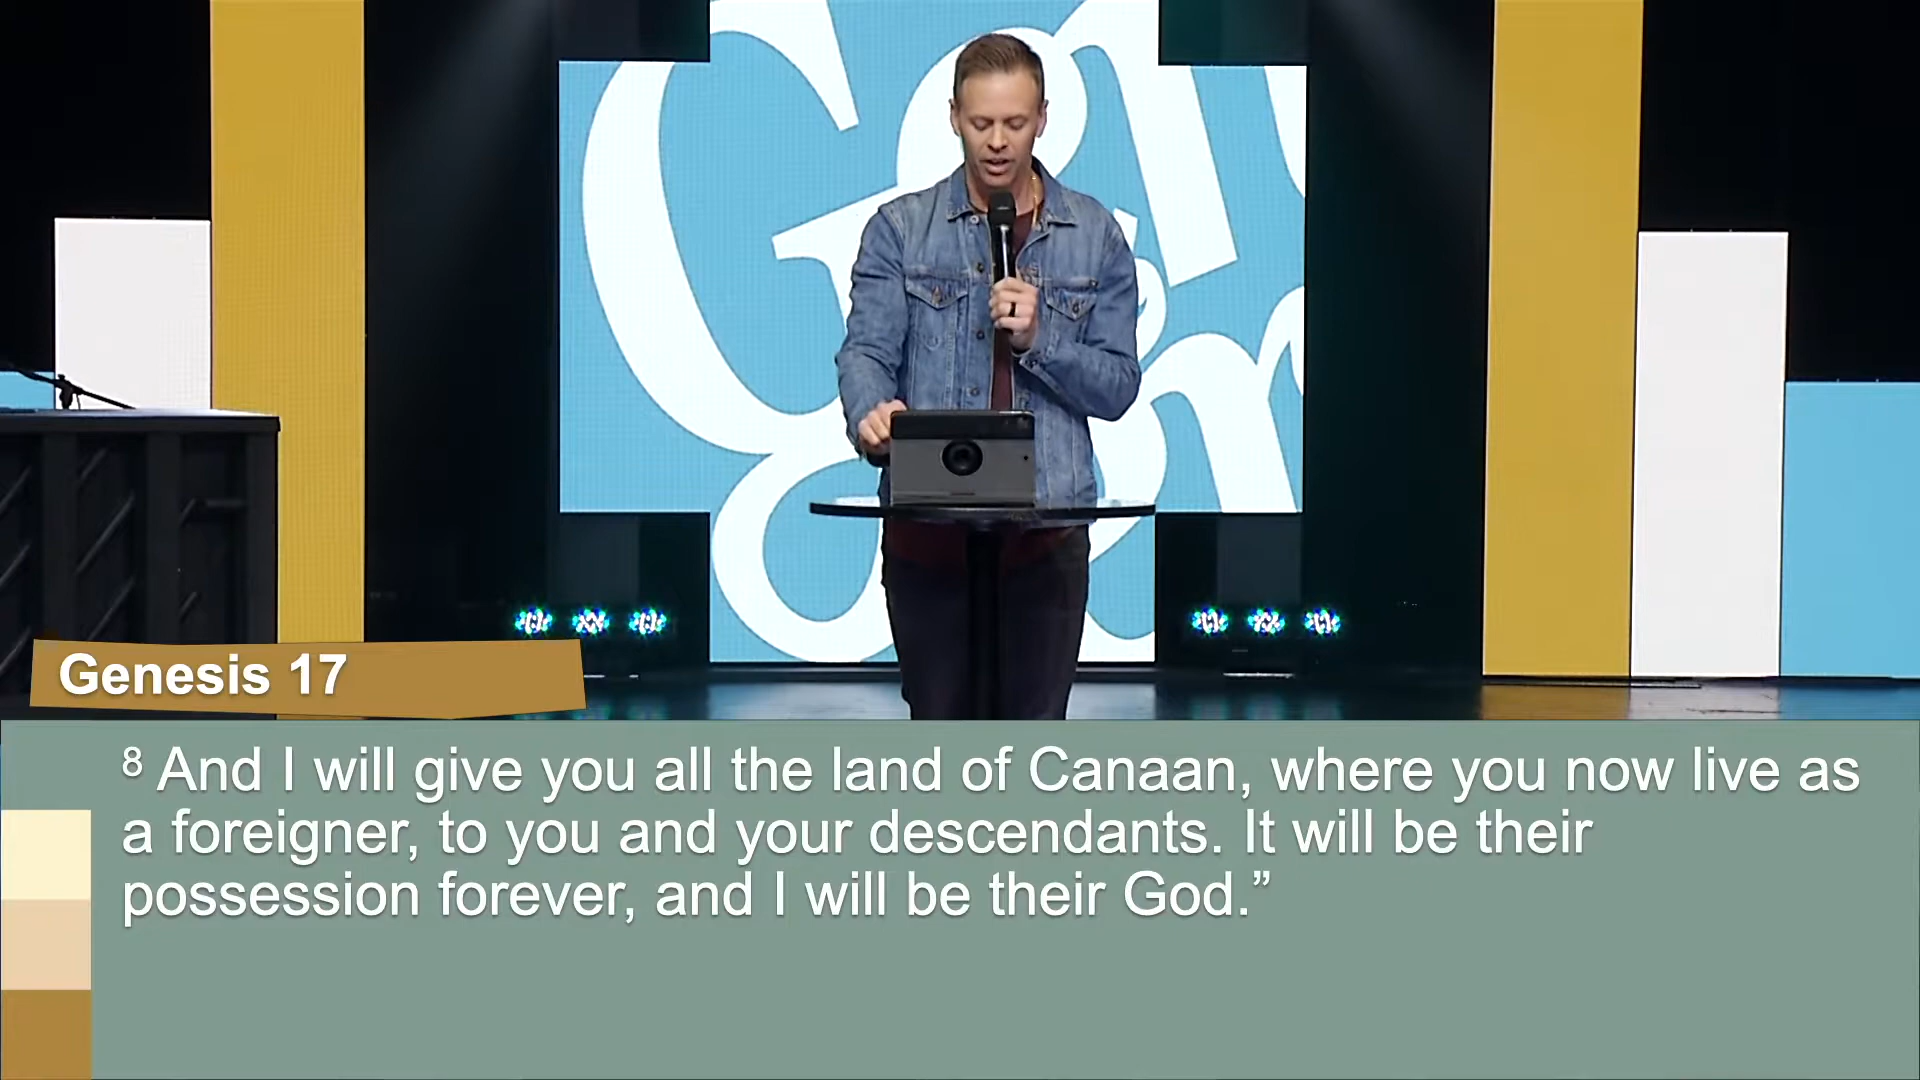 Genesis 17
8 And I will give you all the land of Canaan, where you now live as
a foreigner, to you and your descendants. It will be their
possession forever, and I will be their God.”